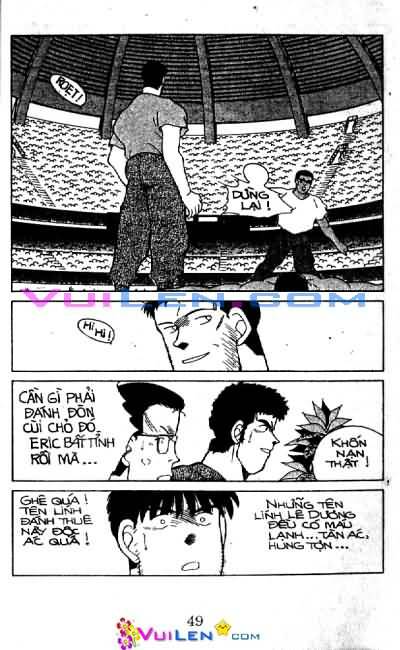 RẸT!
DỪNG
LẠI!
VUILEN.COM
HI
HI!
CẦN GÌ PHẢI
ĐÁNH ĐÒN
CÙI CHỎ ĐÓ,
ERIC BẤT TỈNH
RỒI MÀ...
KHỐN
NẠN
THẬT!
GHÊ QUÁ!
TÊN LÍNH
ĐÁNH THUÊ
NÀY ĐỘC
ÁC QUÁ!
NHỮNG TÊN
LÍNH LÊ DƯƠNG
ĐỀU CÓ MÁU
LẠNH...TÀN ÁC,
HUNG TỢN...
49
VUILEN.COM